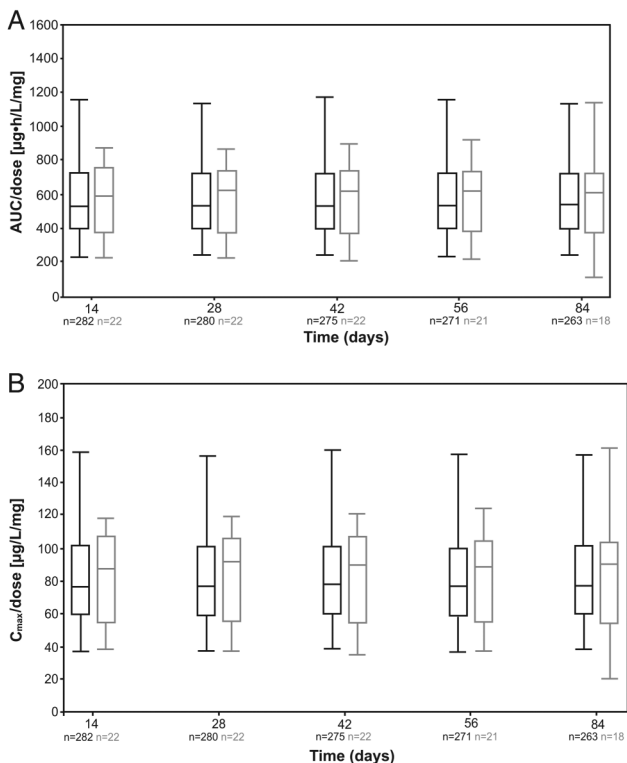 A
AUC/dose [µg•h/L/mg]
1600
1400
1200
1000
800
600
400
200
0
14 28 42 56 84
n=282 n=22 n=280 n=22 n=275 n=22 n=271 n=21 n=263 n=18
Time (days)
B
Cmax/dose [µg/L/mg]
200
180
160
140
120
100
80
60
40
20
0
14 28 42 56 84
n=282 n=22 n=280 n=22 n=275 n=22 n=271 n=21 n=263 n=18
Time (days)